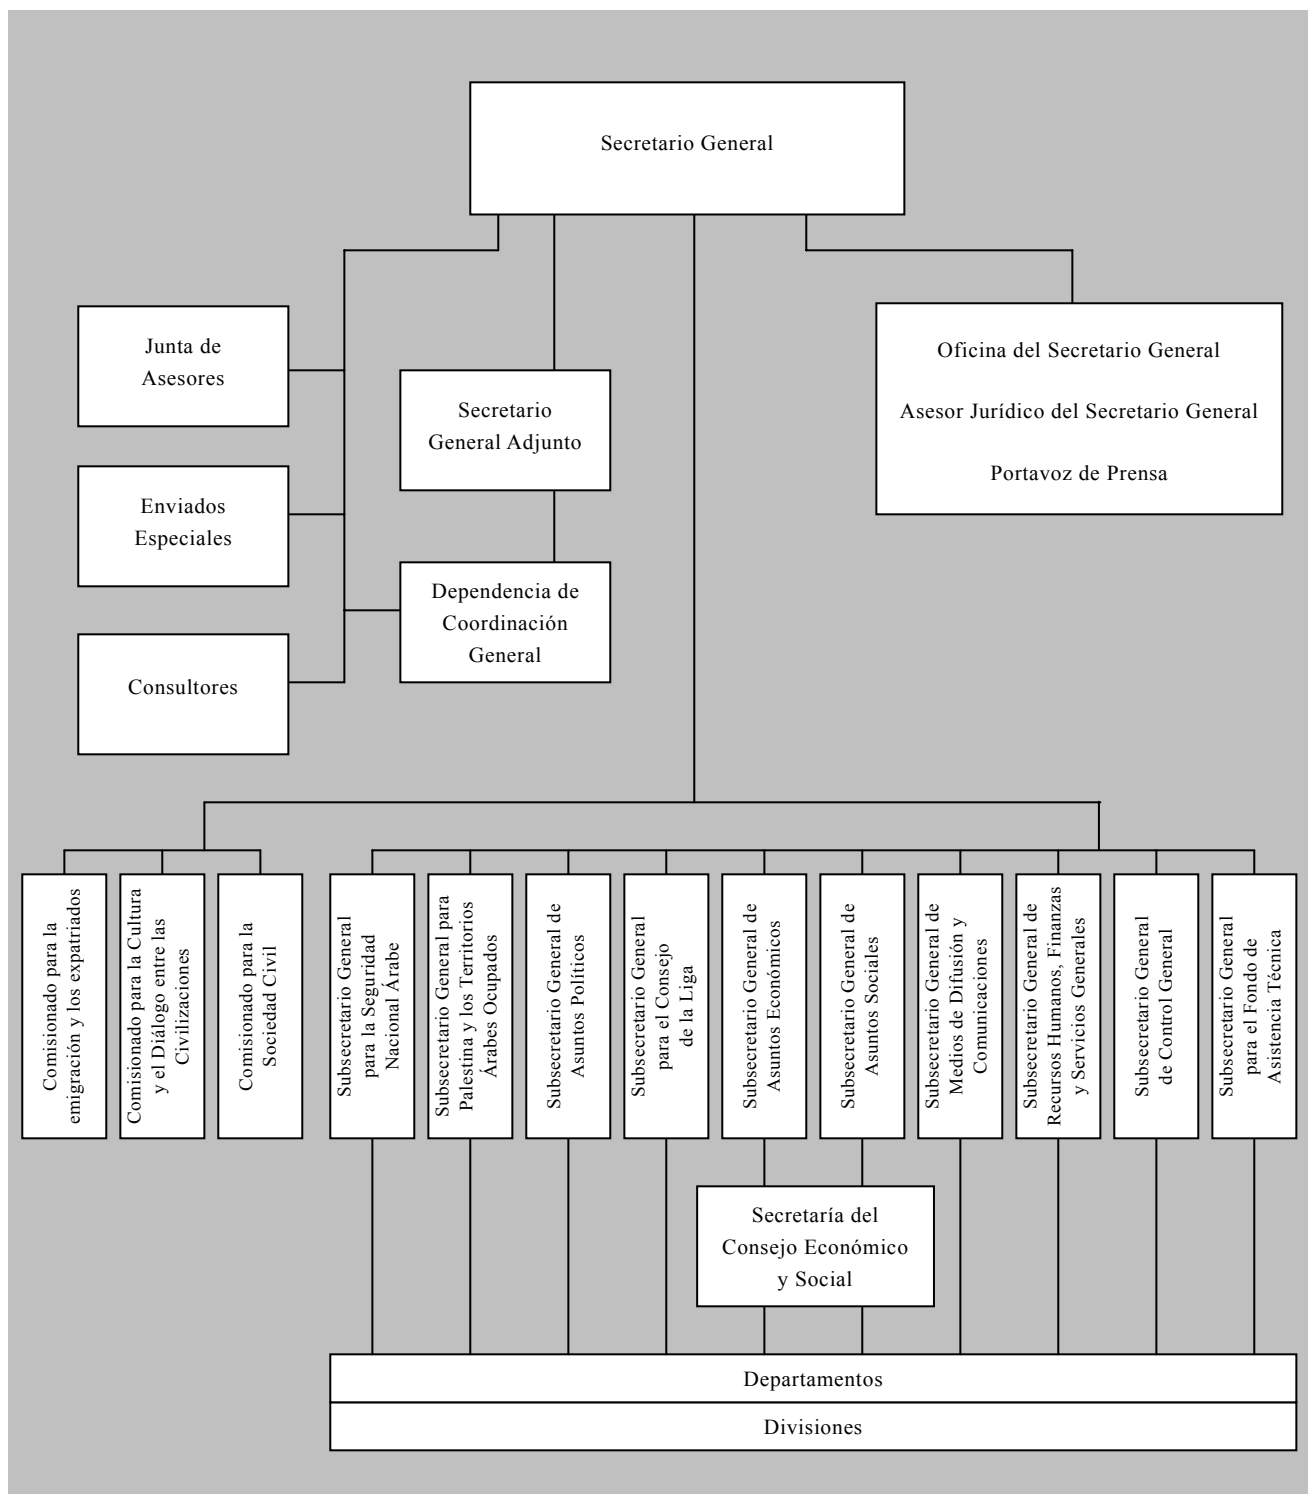 Secretario General
Junta de
Asesores
Oficina del Secretario General
Asesor Jurídico del Secretario General
Portavoz de Prensa
Secretario
General Adjunto
Enviados
Especiales
Dependencia de
Coordinación
General
Consultores
Comisionado para la
emigración y los expatriados
Comisionado para la Cultura
y el Diálogo entre las
Civilizaciones
Comisionado para la
Sociedad Civil
Subsecretario General
para la Seguridad
Nacional Árabe
Subsecretario General para
Palestina y los Territorios
Árabes Ocupados
Subsecretario General de
Asuntos Políticos
Subsecretario General
para el Consejo
de la Liga
Subsecretario General de
Asuntos Económicos
Subsecretario General de
Asuntos Sociales
Subsecretario General de
Medios de Difusión y
Comunicaciones
Subsecretario General de
Recursos Humanos, Finanzas
y Servicios Generales
Subsecretario General
de Control General
Subsecretario General
para el Fondo de
Asistencia Técnica
Secretaría del
Consejo Económico
y Social
Departamentos
Divisiones